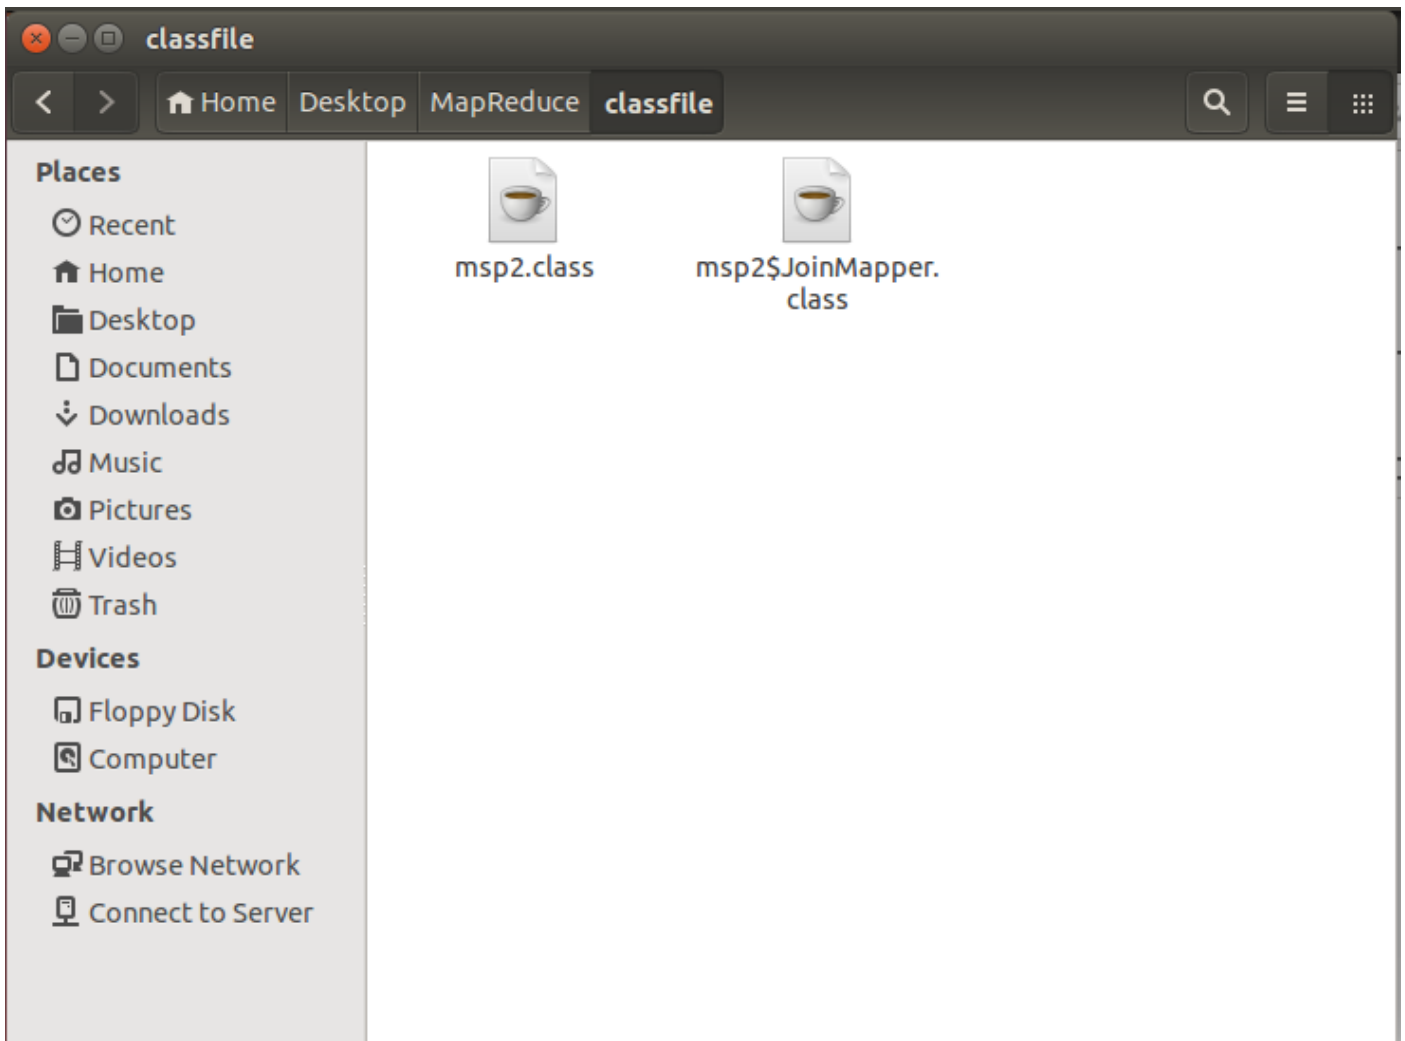 classfile
Home Desktop MapReduce classfile
Places
Recent
Home
Desktop
Documents
Downloads
Music
Pictures
Videos
Trash
Devices
Floppy Disk
Computer
Network
Browse Network
Connect to Server
msp2.class
msp2$JoinMapper.
class